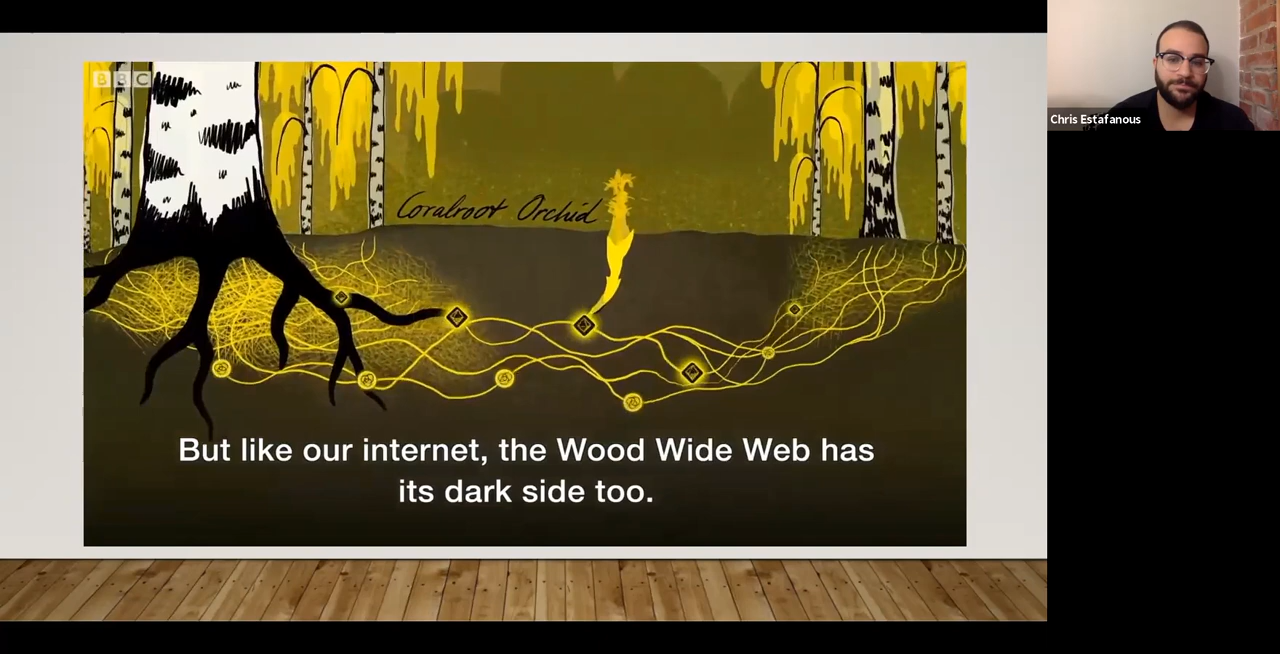 BBC
Coralroot Orchid
But like our internet, the Wood Wide Web has
its dark side too.
Chris Estafanous